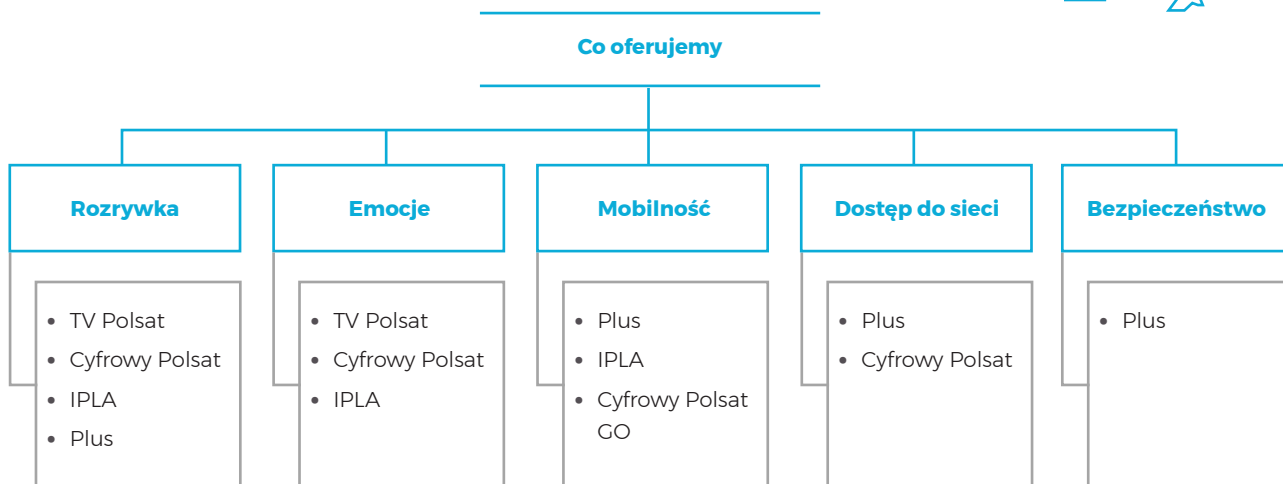 Co oferujemy
Rozrywka
• TV Polsat
• Cyfrowy Polsat
• IPLA
• Plus
Emocje
• TV Polsat
• Cyfrowy Polsat
• IPLA
Mobilność
• Plus
• IPLA
• Cyfrowy Polsat
GO
Dostęp do sieci
• Plus
• Cyfrowy Polsat
Bezpieczeństwo
• Plus